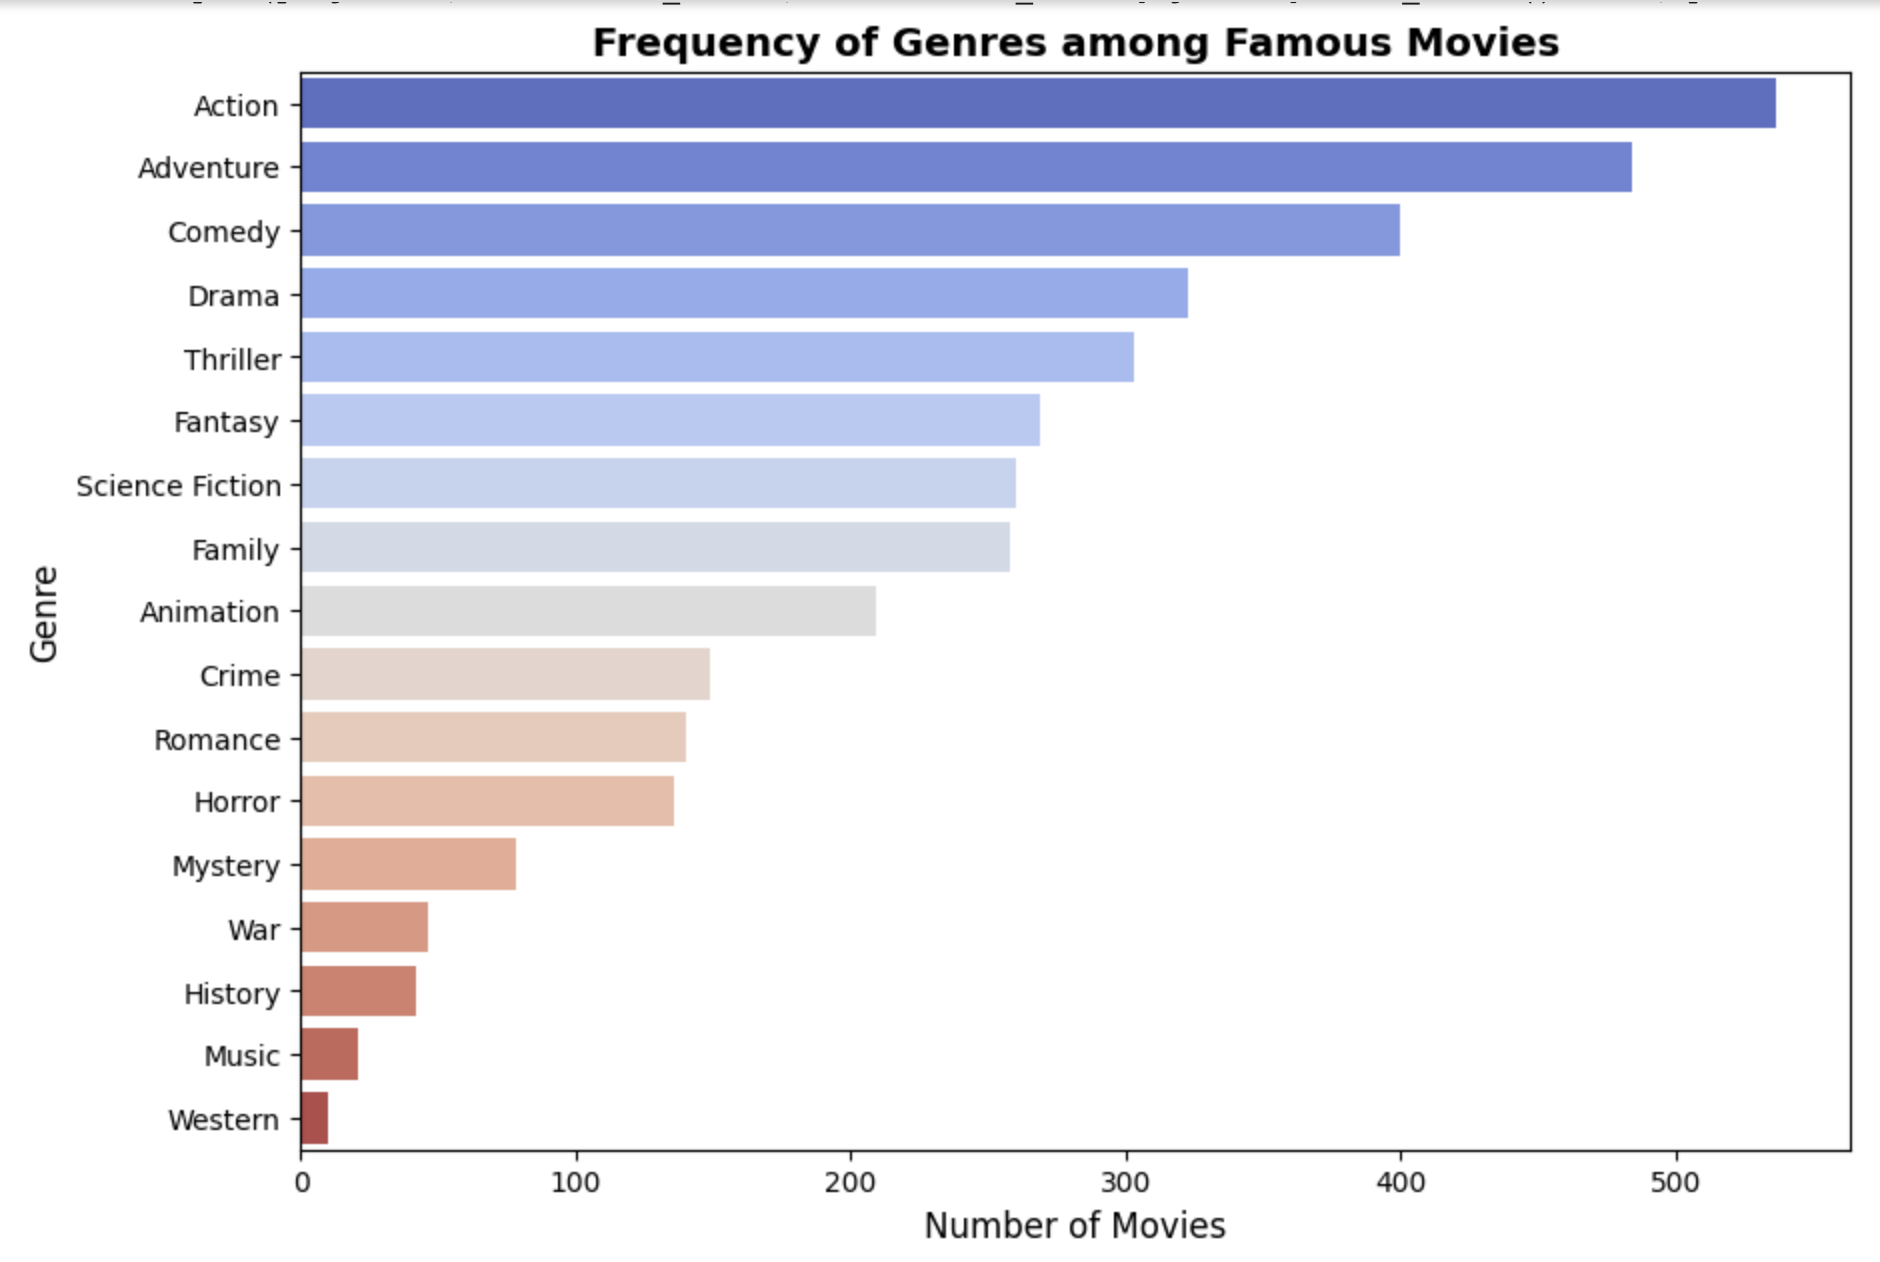 Frequency of Genres among Famous Movies
Action
Adventure
Comedy
Drama
Thriller
Fantasy
Science Fiction
Family
Animation
Crime
Romance
Horror
Mystery
War
History
Music
Western
Genre
0 100 200 300 400 500
Number of Movies